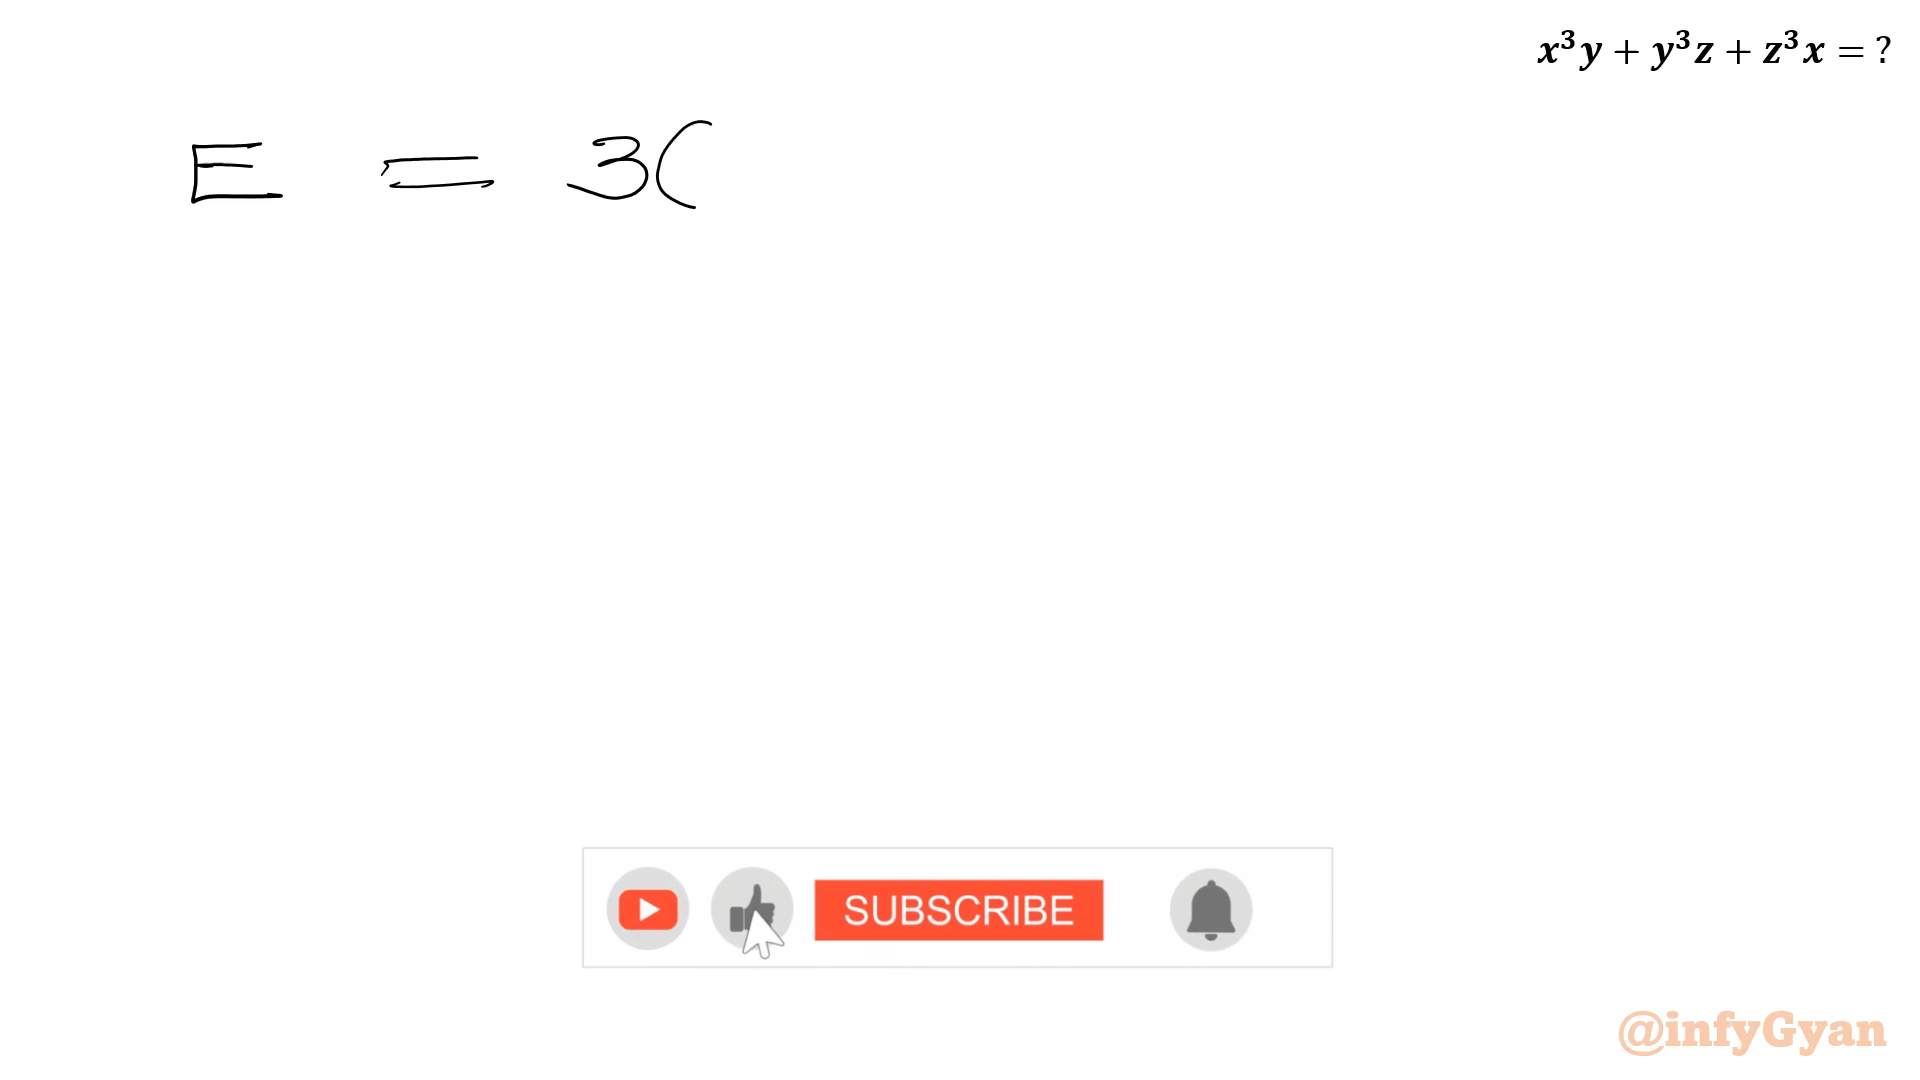 x³y + y³z + z³x = ?
E = 3(
SUBSCRIBE
@infyGyan